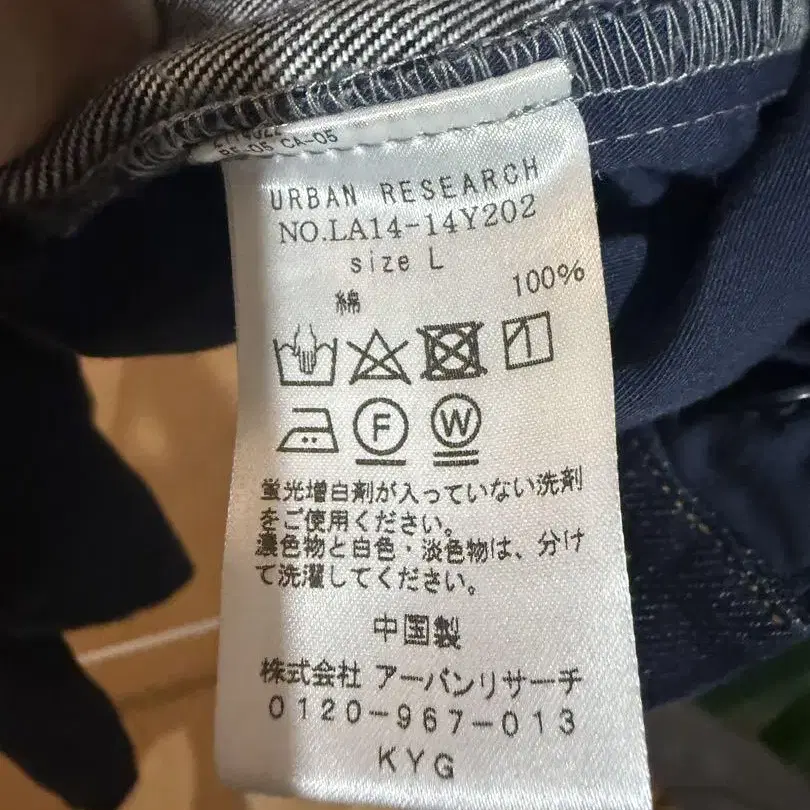 CA-05
URBAN RESEARCH
NO.LA14-14Y202
size L
綿 100%
F W
蛍光増白剤が入っていない洗剤
をご使用ください。
濃色物と白色・淡色物は、分け
て洗濯してください。
中国製
株式会社 アーバンリサーチ
0120-967-013
KYG